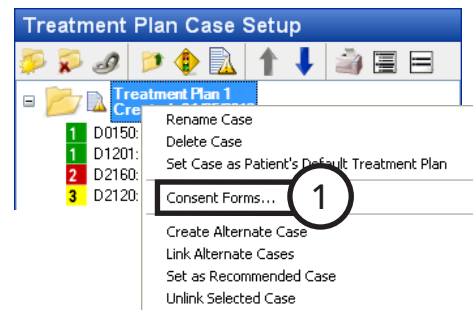 Treatment Plan Case Setup
Treatment Plan 1
Rename Case
Delete Case
Set Case as Patient's Default Treatment Plan
1 D0150:
1 D1201:
2 D2160:
3 D2120:
Consent Forms...
1
Create Alternate Case
Link Alternate Cases
Set as Recommended Case
Unlink Selected Case